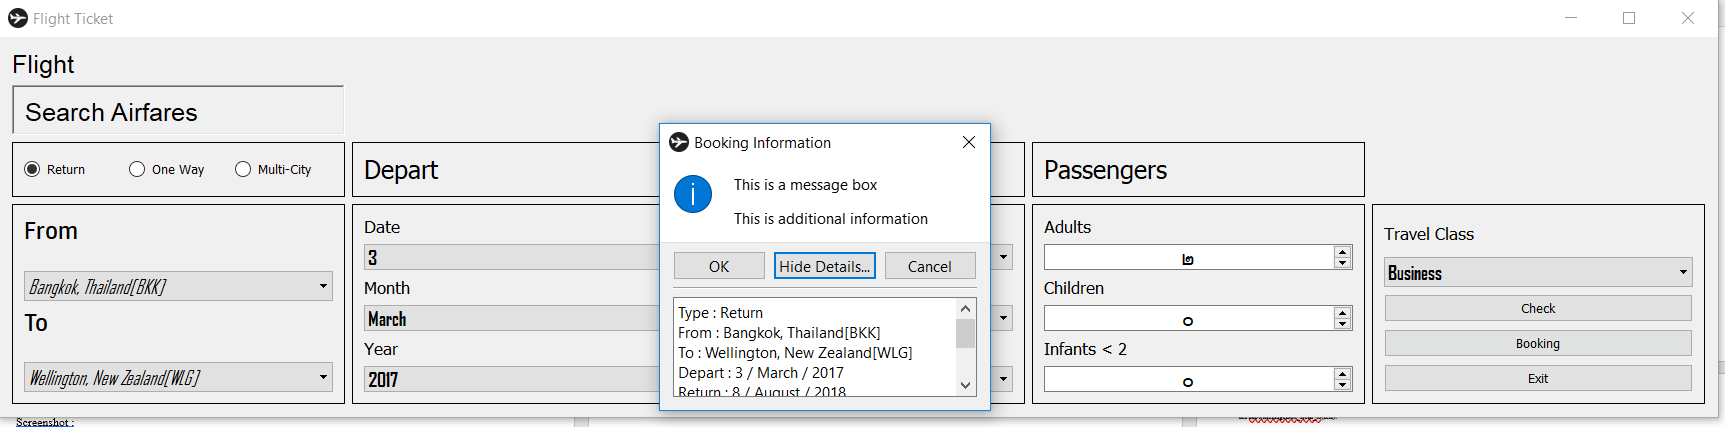 Flight Ticket
Flight
Search Airfares
Return One Way Multi-City
Depart
Passengers
From
Bangkok, Thailand[BKK]
To
Wellington, New Zealand[WLG]
Date
3
Month
March
Year
2017
Booking Information
This is a message box
This is additional information
OK Hide Details... Cancel
Type : Return
From : Bangkok, Thailand[BKK]
To : Wellington, New Zealand[WLG]
Depart : 3 / March / 2017
Return : 8 / August / 2018
Adults
๒
Children
๐
Infants < 2
๐
Travel Class
Business
Check
Booking
Exit
Screenshot :